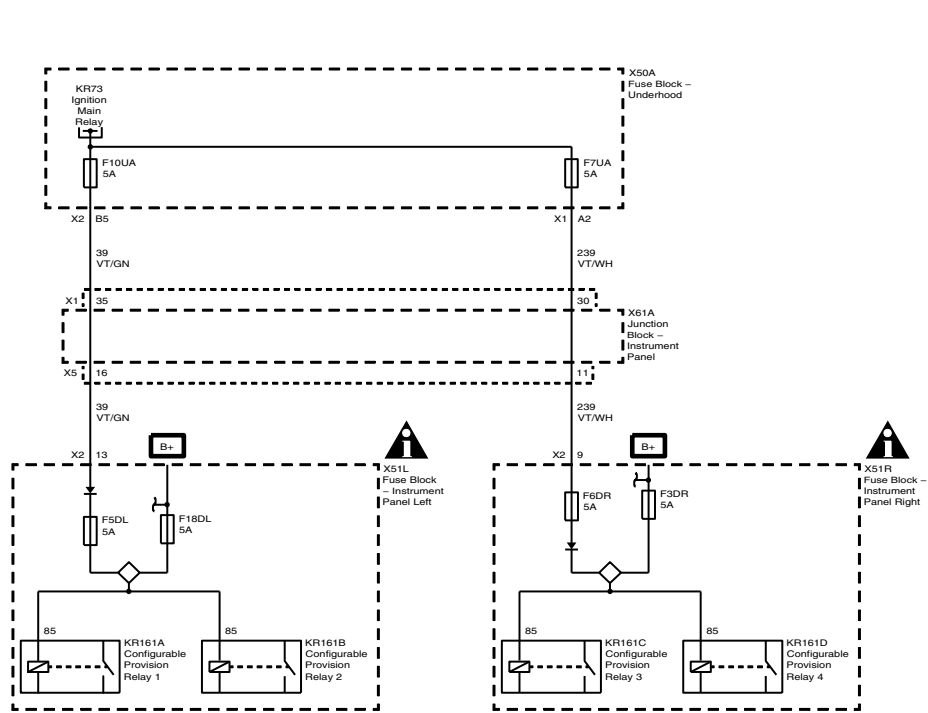 X50A
Fuse Block –
Underhood
KR73
Ignition
Main
Relay
F10UA
5A
F7UA
5A
X2 B5
X1 A2
39
VT/GN
239
VT/WH
X1 35
30
X61A
Junction
Block –
Instrument
Panel
X5 16
11
39
VT/GN
239
VT/WH
B+
B+
X2 13
X2 9
X51L
Fuse Block
– Instrument
Panel Left
X51R
Fuse Block –
Instrument
Panel Right
F5DL
5A
F18DL
5A
F6DR
5A
F3DR
5A
85
85
85
85
KR161A
Configurable
Provision
Relay 1
KR161B
Configurable
Provision
Relay 2
KR161C
Configurable
Provision
Relay 3
KR161D
Configurable
Provision
Relay 4